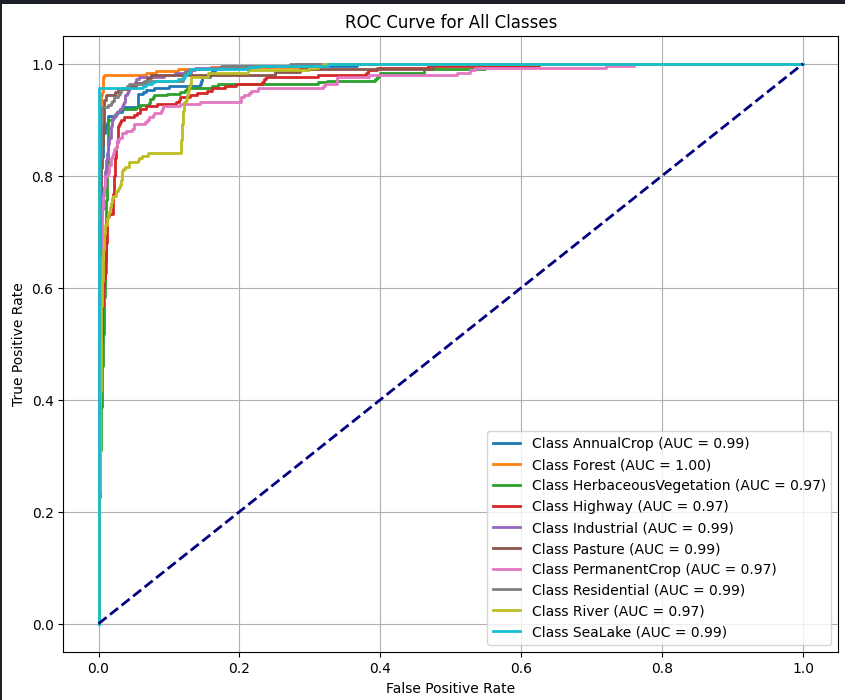 ROC Curve for All Classes
1.0
0.8
0.6
0.4
0.2
0.0
True Positive Rate
Class AnnualCrop (AUC = 0.99)
Class Forest (AUC = 1.00)
Class HerbaceousVegetation (AUC = 0.97)
Class Highway (AUC = 0.97)
Class Industrial (AUC = 0.99)
Class Pasture (AUC = 0.99)
Class PermanentCrop (AUC = 0.97)
Class Residential (AUC = 0.99)
Class River (AUC = 0.97)
Class SeaLake (AUC = 0.99)
0.0 0.2 0.4 0.6 0.8 1.0
False Positive Rate